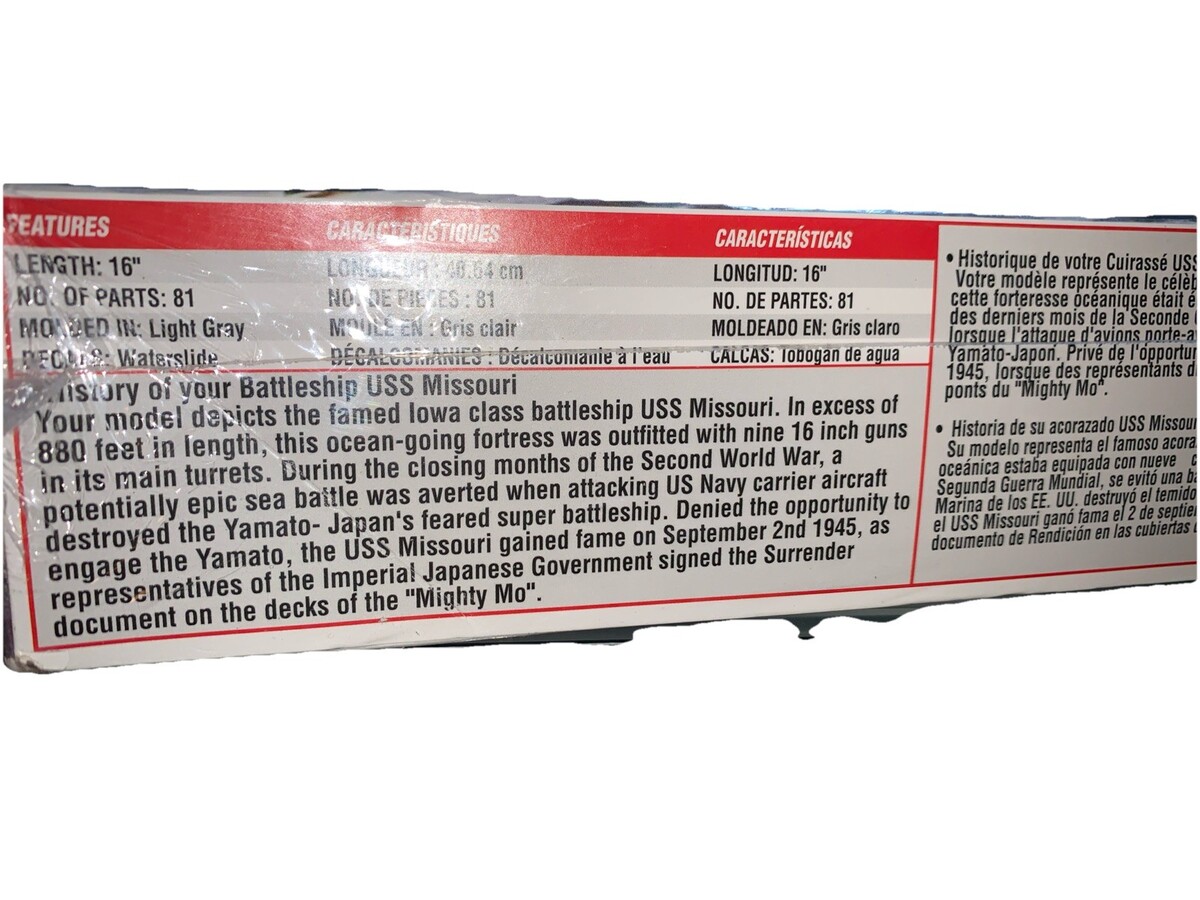 FEATURES
LENGTH: 16"
NO. OF PARTS: 81
MOLDED IN: Light Gray
DECALS: Waterslide
CARACTÉRISTIQUES
LONGUEUR : 40.64 cm
NO. DE PIECES : 81
MOULE EN : Gris clair
DÉCALCOMANIES : Décalcomanie à l'eau
CARACTERÍSTICAS
LONGITUD: 16"
NO. DE PARTES: 81
MOLDEADO EN: Gris claro
CALCAS: Tobogán de agua
History of your Battleship USS Missouri
Your model depicts the famed Iowa class battleship USS Missouri. In excess of
880 feet in length, this ocean-going fortress was outfitted with nine 16 inch guns
in its main turrets. During the closing months of the Second World War, a
potentially epic sea battle was averted when attacking US Navy carrier aircraft
destroyed the Yamato- Japan's feared super battleship. Denied the opportunity to
engage the Yamato, the USS Missouri gained fame on September 2nd 1945, as
representatives of the Imperial Japanese Government signed the Surrender
document on the decks of the "Mighty Mo".
• Historique de votre Cuirassé USS
Votre modèle représente le célèb
cette forteresse océanique était é
des derniers mois de la Seconde
lorsque l'attaque d'avions porte-a
Yamato-Japon. Privé de l'opportu
1945, lorsque des représentants d
ponts du "Mighty Mo".
• Historia de su acorazado USS Missou
Su modelo representa el famoso acora
oceánica estaba equipada con nueve c
Segunda Guerra Mundial, se evitó una ba
Marina de los EE. UU. destruyó el temido
el USS Missouri ganó fama el 2 de septie
documento de Rendición en las cubiertas